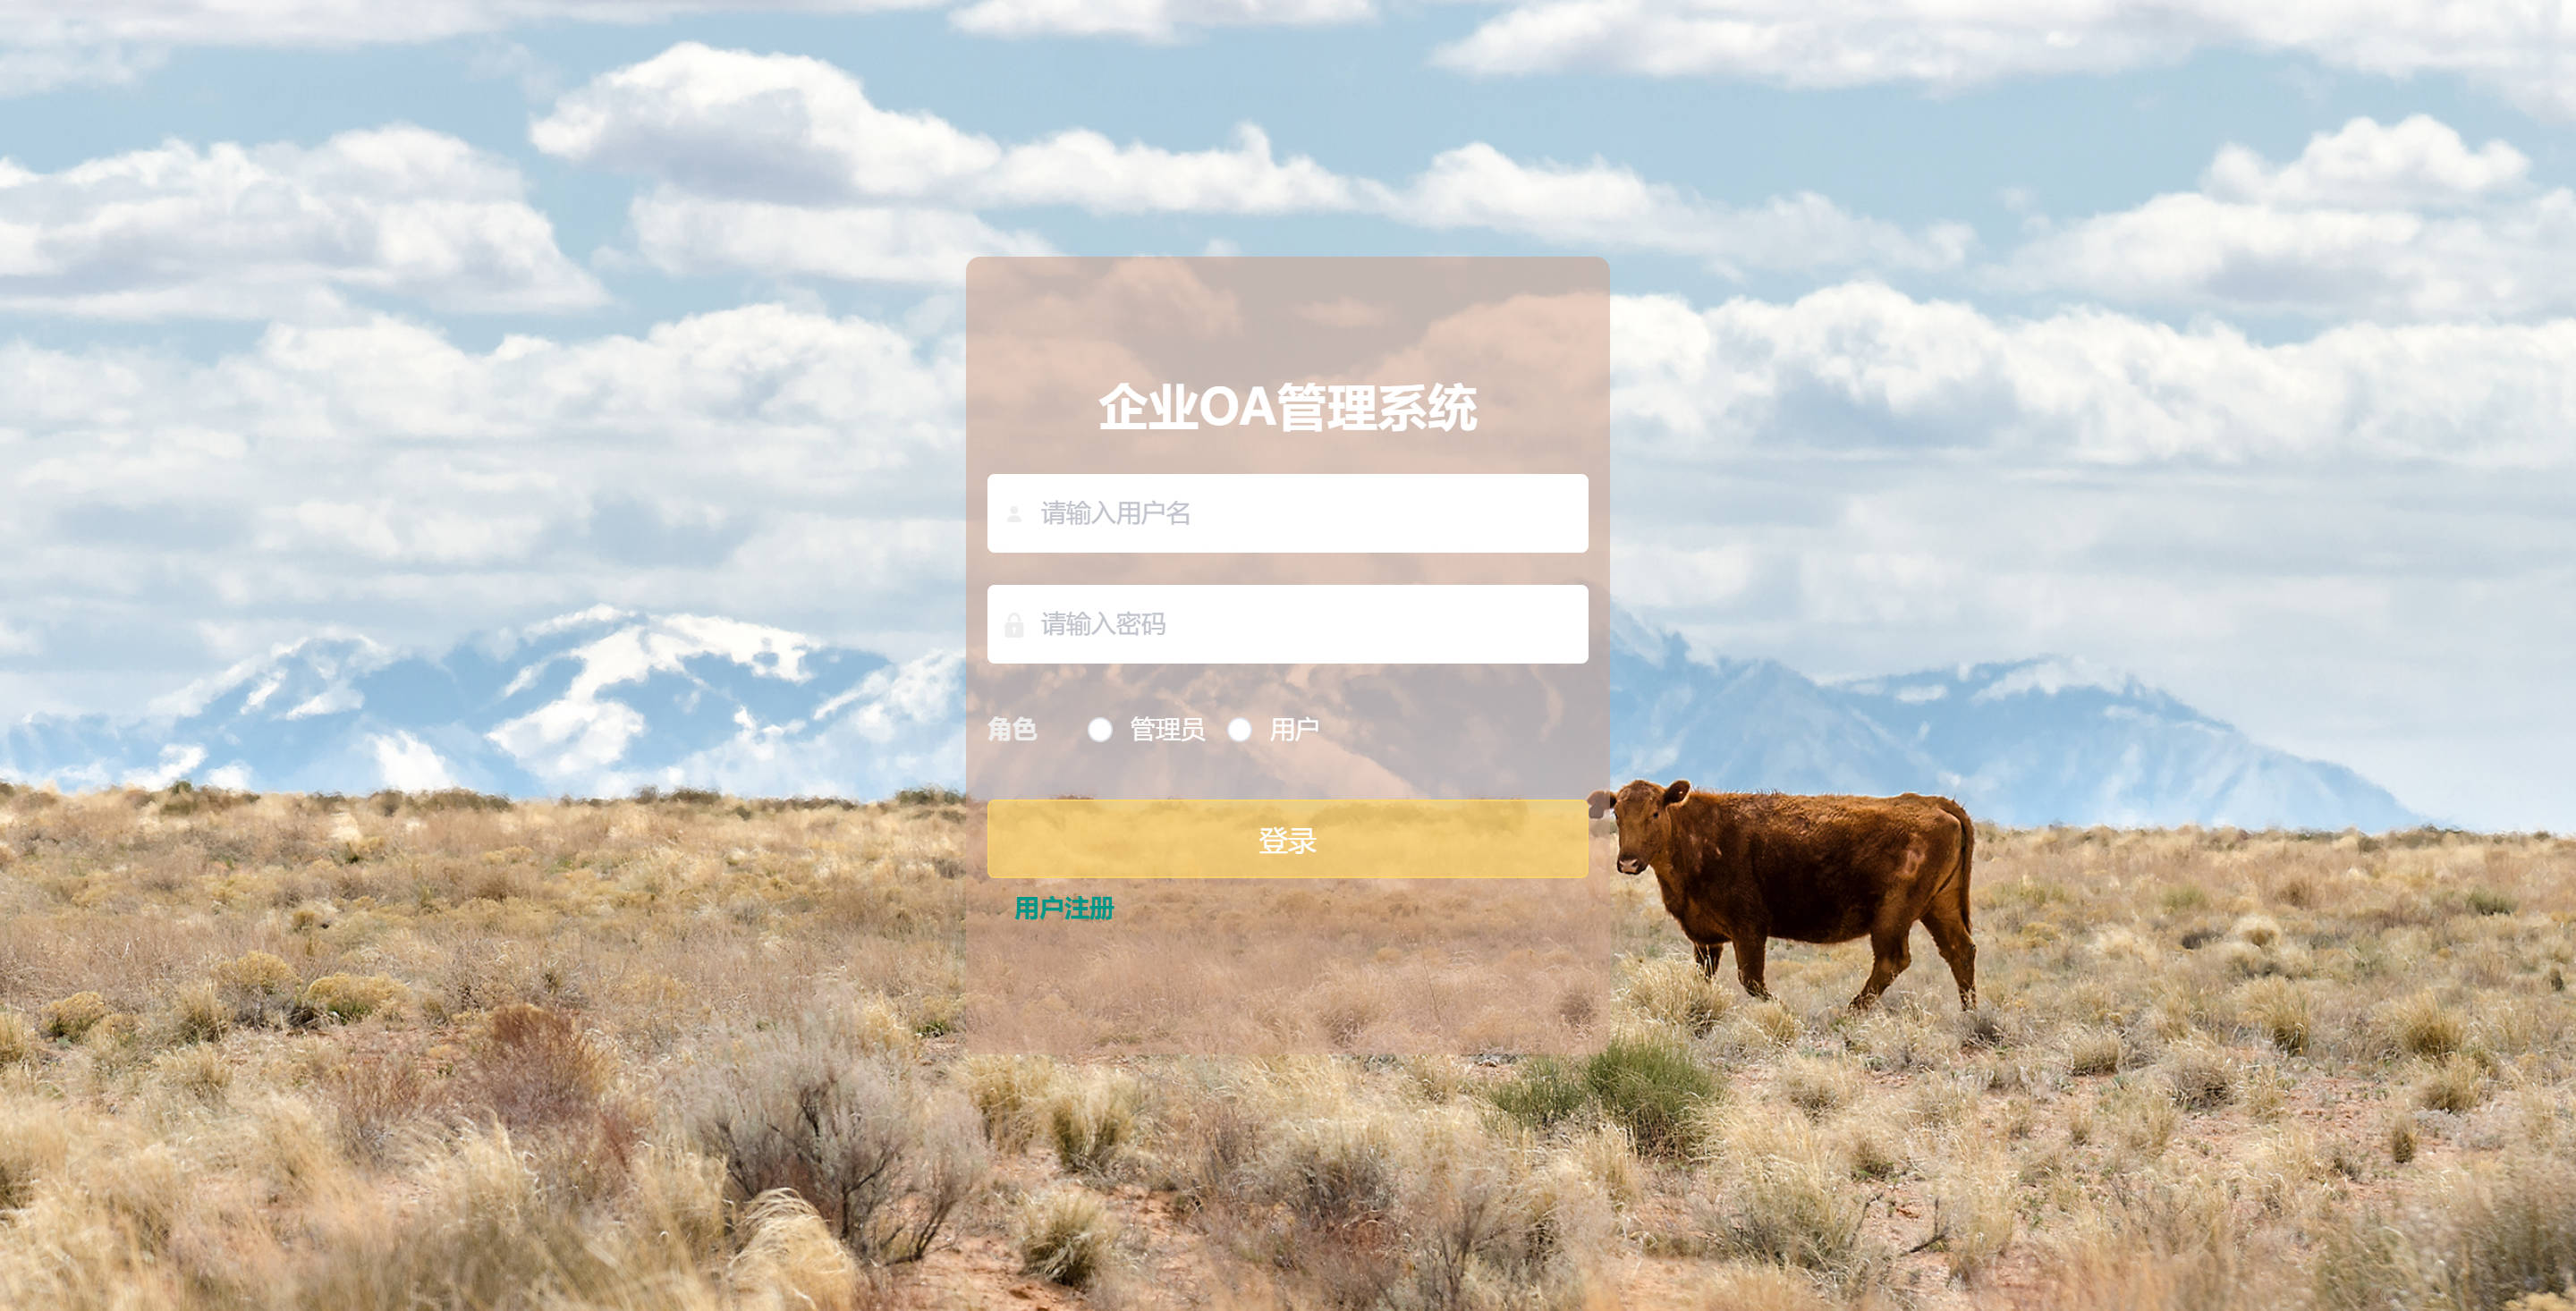 企业OA管理系统
请输入用户名
请输入密码
角色 管理员 用户
登录
用户注册